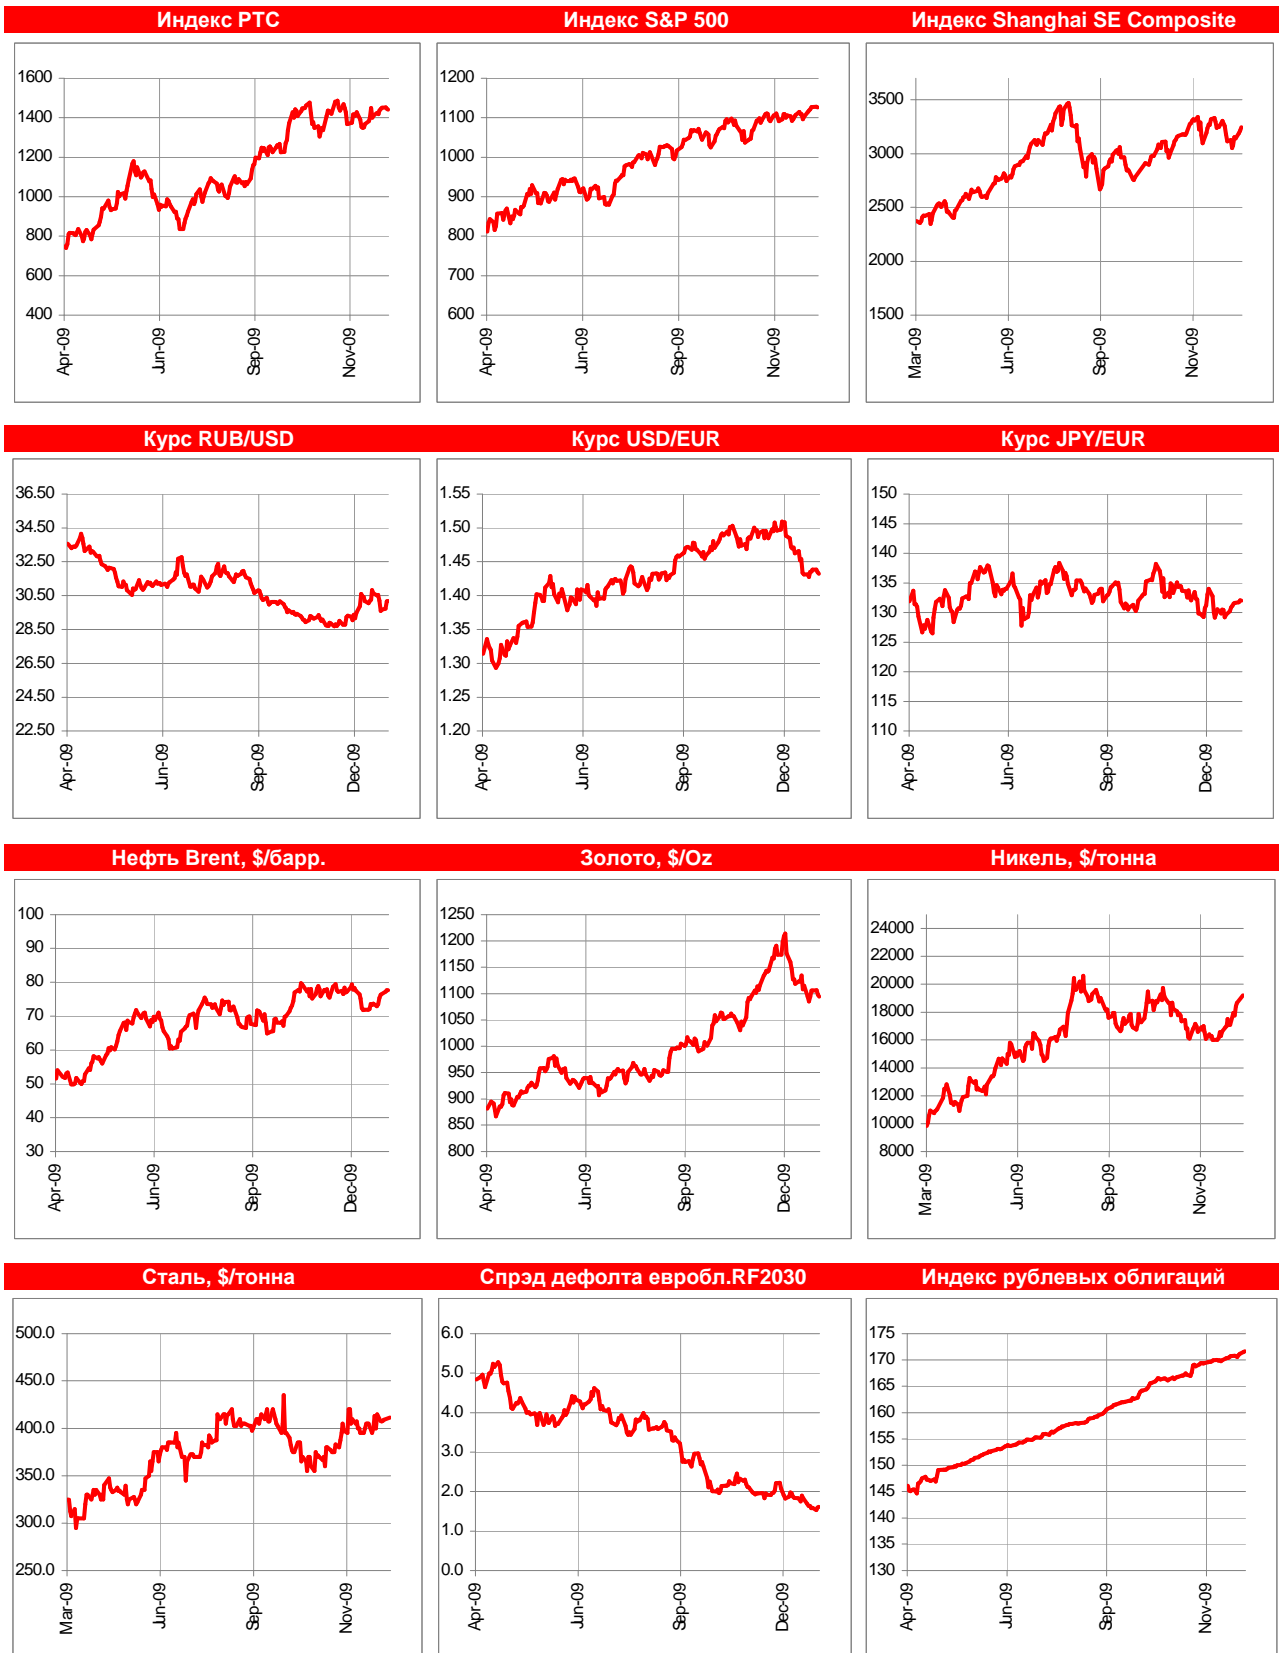 Индекс РТС
Индекс S&P 500
Индекс Shanghai SE Composite
1600
1400
1200
1000
800
600
400
Apr-09
Jun-09
Sep-09
Nov-09
1200
1100
1000
900
800
700
600
Apr-09
Jun-09
Sep-09
Nov-09
3500
3000
2500
2000
1500
Mar-09
Jun-09
Sep-09
Nov-09
Курс RUB/USD
Курс USD/EUR
Курс JPY/EUR
36.50
34.50
32.50
30.50
28.50
26.50
24.50
22.50
Apr-09
Jun-09
Sep-09
Dec-09
1.55
1.50
1.45
1.40
1.35
1.30
1.25
1.20
Apr-09
Jun-09
Sep-09
Dec-09
150
145
140
135
130
125
120
115
110
Apr-09
Jun-09
Sep-09
Dec-09
Нефть Brent, $/барр.
Золото, $/Oz
Никель, $/тонна
100
90
80
70
60
50
40
30
Apr-09
Jun-09
Sep-09
Dec-09
1250
1200
1150
1100
1050
1000
950
900
850
800
Apr-09
Jun-09
Sep-09
Dec-09
24000
22000
20000
18000
16000
14000
12000
10000
8000
Mar-09
Jun-09
Sep-09
Nov-09
Сталь, $/тонна
Спрэд дефолта евробл.RF2030
Индекс рублевых облигаций
500.0
450.0
400.0
350.0
300.0
250.0
Mar-09
Jun-09
Sep-09
Nov-09
6.0
5.0
4.0
3.0
2.0
1.0
0.0
Apr-09
Jun-09
Sep-09
Dec-09
175
170
165
160
155
150
145
140
135
130
Apr-09
Jun-09
Sep-09
Nov-09